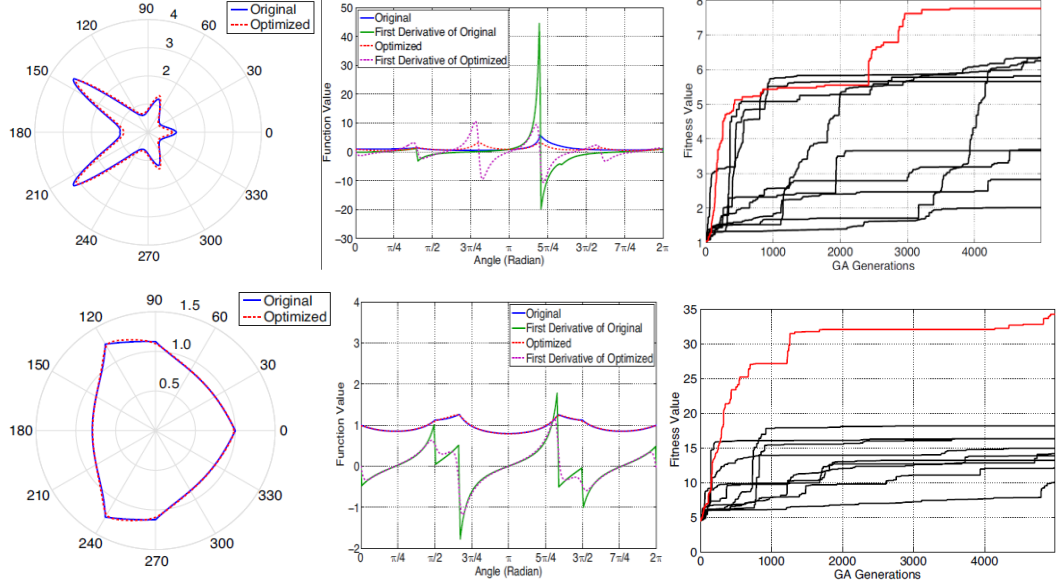 Original
Optimized
90
4
120
60
3
150
30
2
180
0
210
330
240
300
270
50
40
30
20
10
0
−10
−20
−30
Function Value
Original
First Derivative of Original
Optimized
First Derivative of Optimized
0 π/4 π/2 3π/4 π 5π/4 3π/2 7π/4 2π
Angle (Radian)
8
7
6
5
4
3
2
1
Fitness Value
0 1000 2000 3000 4000
GA Generations
Original
Optimized
90
1.5
120
60
1.0
150
30
0.5
180
0
210
330
240
300
270
4
3
2
1
0
−1
−2
Function Value
Original
First Derivative of Original
Optimized
First Derivative of Optimized
0 π/4 π/2 3π/4 π 5π/4 3π/2 7π/4 2π
Angle (Radian)
35
30
25
20
15
10
5
0
Fitness Value
0 1000 2000 3000 4000
GA Generations